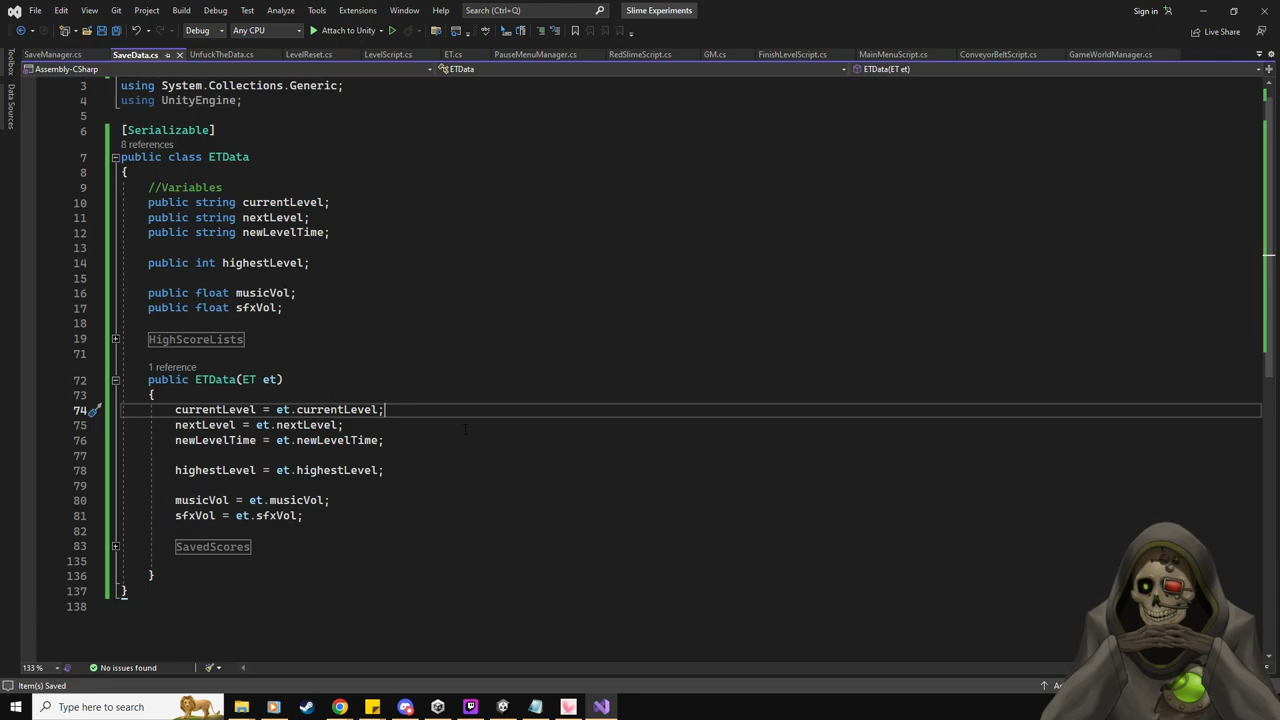 File Edit View Git Project Build Debug Test Analyze Tools Extensions Window Help Search (Ctrl+Q) Slime Experiments Sign in
Debug Any CPU Attach to Unity Live Share
SaveManager.cs SaveData.cs UnfuckTheData.cs LevelReset.cs LevelScript.cs ET.cs PauseMenuManager.cs RedSlimeScript.cs GM.cs FinishLevelScript.cs MainMenuScript.cs ConveyorBeltScript.cs GameWorldManager.cs
Assembly-CSharp ETData ETData(ET et)
Toolbox
Data Sources
3 using System.Collections.Generic;
4 using UnityEngine;
5
6 [Serializable]
8 references
7 public class ETData
8 {
9 //Variables
10 public string currentLevel;
11 public string nextLevel;
12 public string newLevelTime;
13
14 public int highestLevel;
15
16 public float musicVol;
17 public float sfxVol;
18
19 HighScoreLists
71
1 reference
72 public ETData(ET et)
73 {
74 currentLevel = et.currentLevel;
75 nextLevel = et.nextLevel;
76 newLevelTime = et.newLevelTime;
77
78 highestLevel = et.highestLevel;
79
80 musicVol = et.musicVol;
81 sfxVol = et.sfxVol;
82
83 SavedScores
135
136 }
137 }
138
133 % No issues found
Item(s) Saved
Type here to search